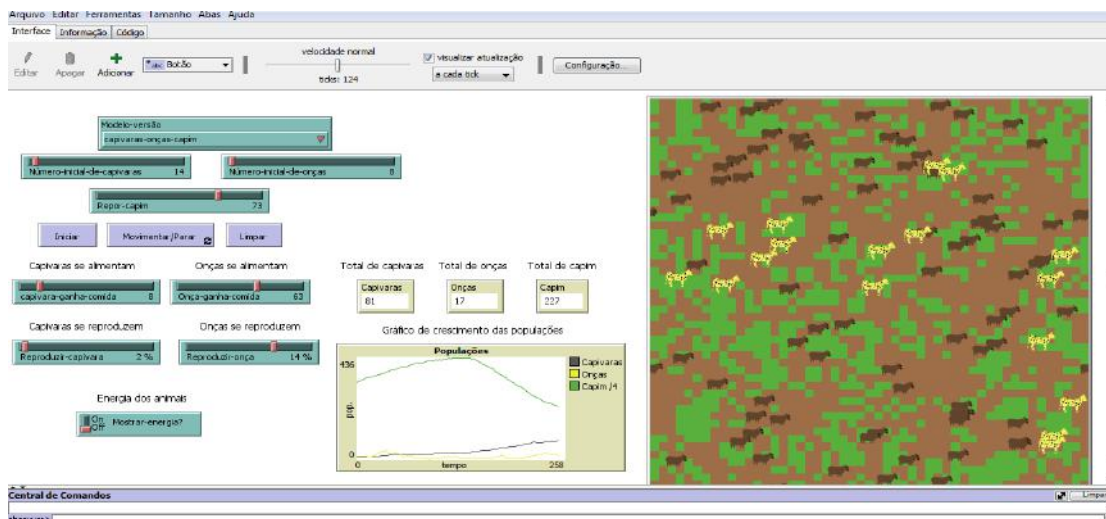 Arquivo Editar Ferramentas Tamanho Abas Ajuda
Interface Informação Código
Editar Apagar Adicionar abc Botão
velocidade normal
ticks: 124
visualizar atualização
a cada tick
Configuração...
Modelo-versão
capivaras-onças-capim
Número-inicial-de-capivaras 14
Número-inicial-de-onças 8
Repor-capim 73
Iniciar
Movimentar/Parar
Limpar
Capivaras se alimentam
Onças se alimentam
capivara-ganha-comida 8
Onça-ganha-comida 63
Capivaras se reproduzem
Onças se reproduzem
Reproduzir-capivara 2 %
Reproduzir-onça 14 %
Energia dos animais
On
Off
Mostrar-energia?
Total de capivaras
Total de onças
Total de capim
Capivaras
81
Onças
17
Capim
227
Gráfico de crescimento das populações
Populações
436
pop.
0
0
tempo
258
Capivaras
Onças
Capim /4
Central de Comandos
Limpar